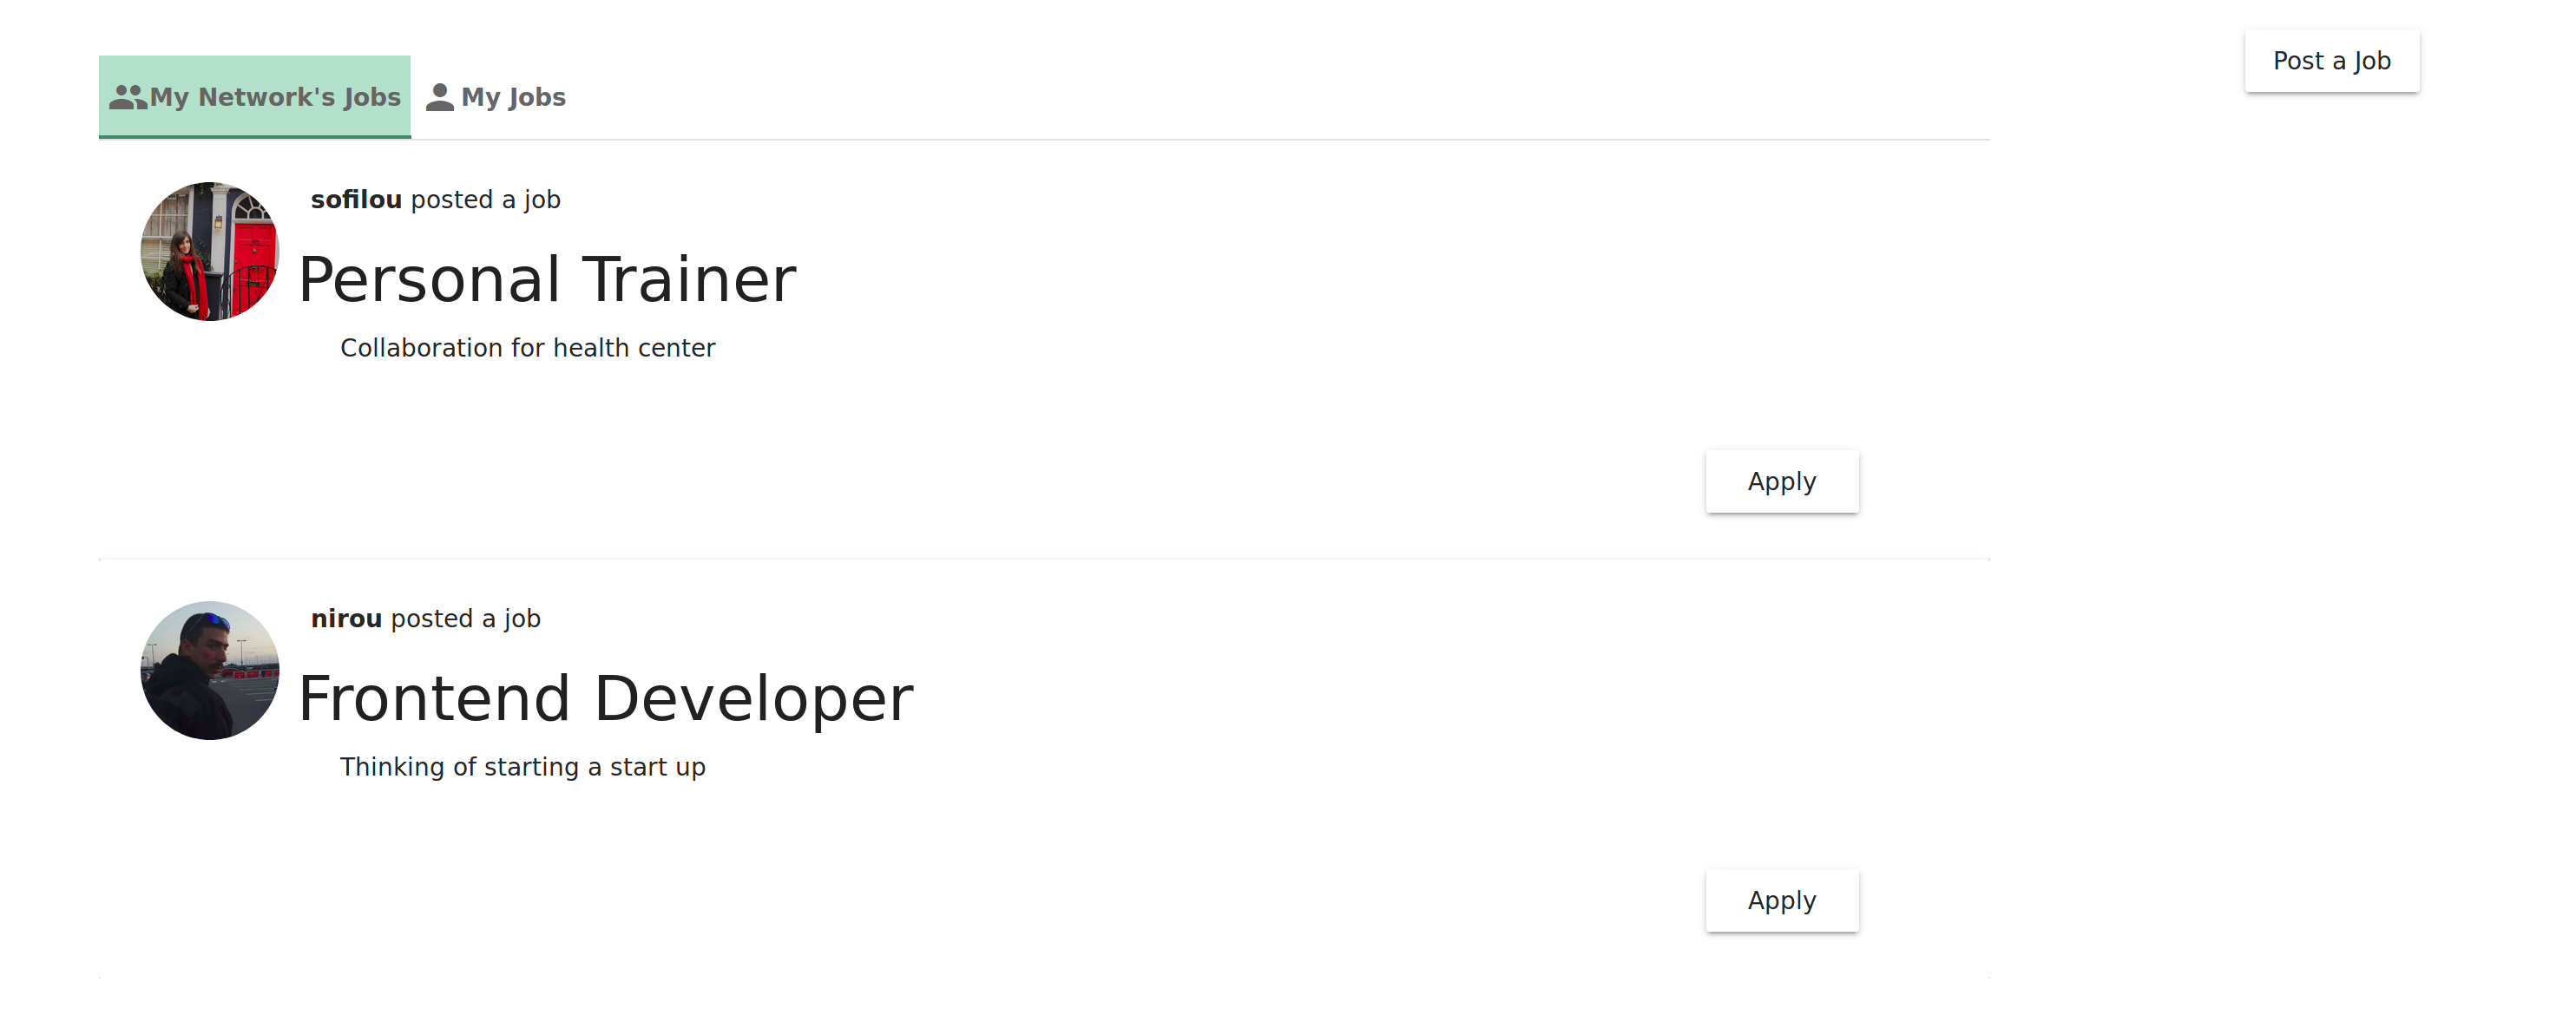 Post a Job
My Network's Jobs
My Jobs
sofilou posted a job
Personal Trainer
Collaboration for health center
Apply
nirou posted a job
Frontend Developer
Thinking of starting a start up
Apply